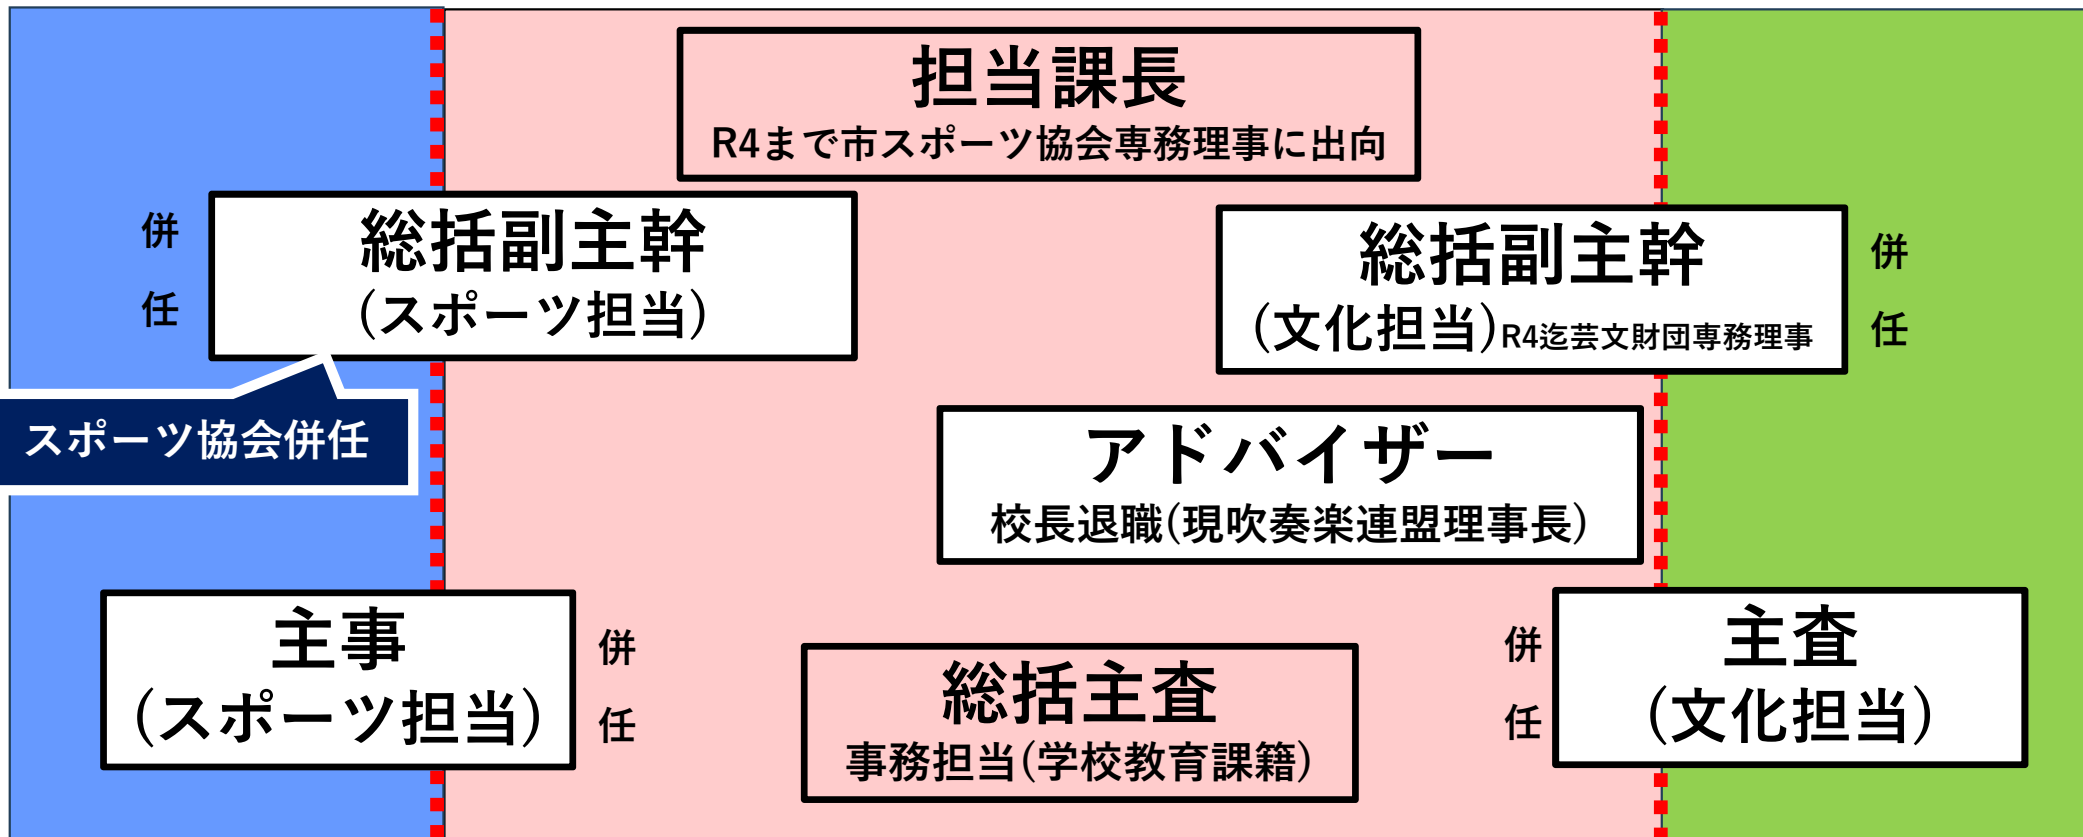 担当課長
R4まで市スポーツ協会専務理事に出向
併
任
総括副主幹
(スポーツ担当)
総括副主幹
(文化担当)R4迄芸文財団専務理事
併
任
スポーツ協会併任
アドバイザー
校長退職(現吹奏楽連盟理事長)
主事
(スポーツ担当)
併
任
総括主査
事務担当(学校教育課籍)
併
任
主査
(文化担当)